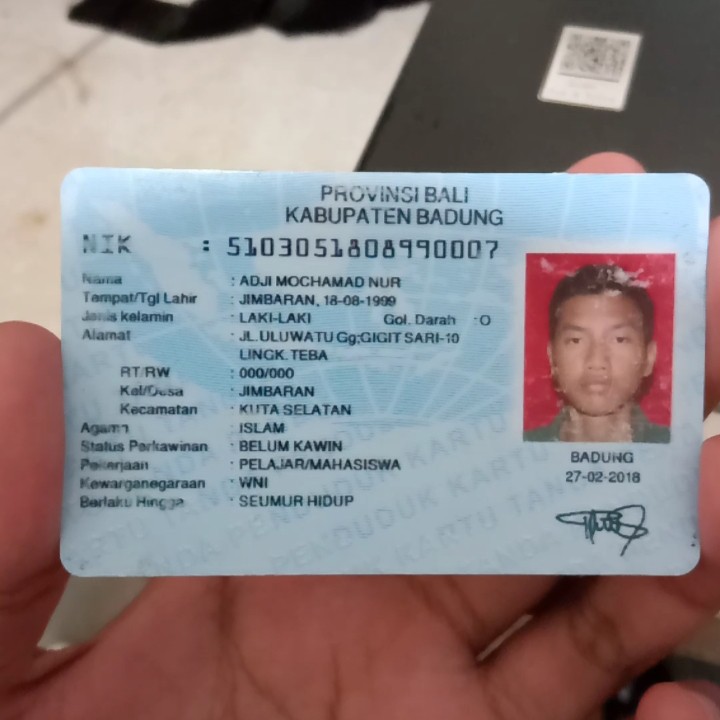 PROVINSI BALI
KABUPATEN BADUNG
NIK : 5103051808990007
Nama : ADJI MOCHAMAD NUR
Tempat/Tgl Lahir : JIMBARAN, 18-08-1999
Jenis kelamin : LAKI-LAKI Gol. Darah :O
Alamat : JL.ULUWATU Gg;GIGIT SARI-10
LINGK.TEBA
RT/RW : 000/000
Kel/Desa : JIMBARAN
Kecamatan : KUTA SELATAN
Agama : ISLAM
Status Perkawinan : BELUM KAWIN
Pekerjaan : PELAJAR/MAHASISWA
Kewarganegaraan : WNI
Berlaku Hingga : SEUMUR HIDUP
BADUNG
27-02-2018